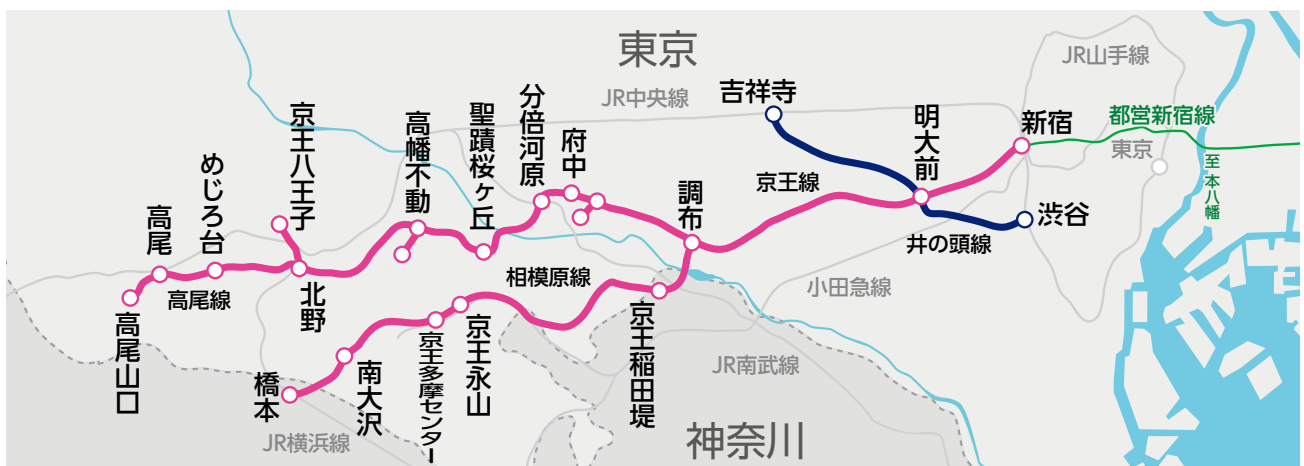 東京
JR山手線
JR中央線
吉祥寺
明大前
新宿
都営新宿線
東京
至本八幡
渋谷
井の頭線
京王線
調布
府中
分倍河原
聖蹟桜ヶ丘
高幡不動
京王八王子
めじろ台
高尾
高尾線
高尾山口
北野
相模原線
小田急線
京王稲田堤
京王永山
京王多摩センター
南大沢
橋本
JR南武線
JR横浜線
神奈川